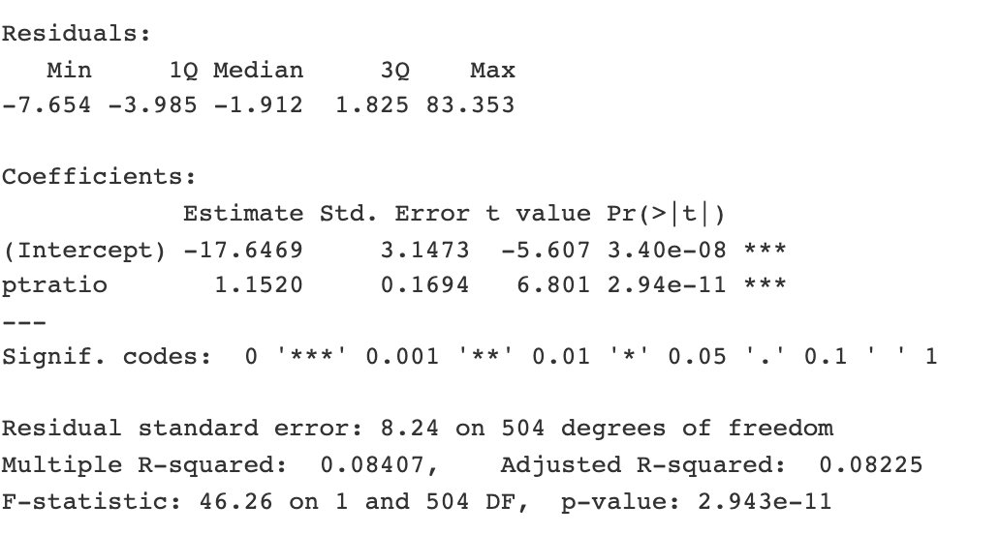 Residuals:
   Min     1Q Median     3Q    Max
-7.654 -3.985 -1.912  1.825 83.353
Coefficients:
            Estimate Std. Error t value Pr(>|t|)
(Intercept) -17.6469     3.1473  -5.607 3.40e-08 ***
ptratio       1.1520     0.1694   6.801 2.94e-11 ***
---
Signif. codes:  0 '***' 0.001 '**' 0.01 '*' 0.05 '.' 0.1 ' ' 1
Residual standard error: 8.24 on 504 degrees of freedom
Multiple R-squared:  0.08407,    Adjusted R-squared:  0.08225
F-statistic: 46.26 on 1 and 504 DF,  p-value: 2.943e-11